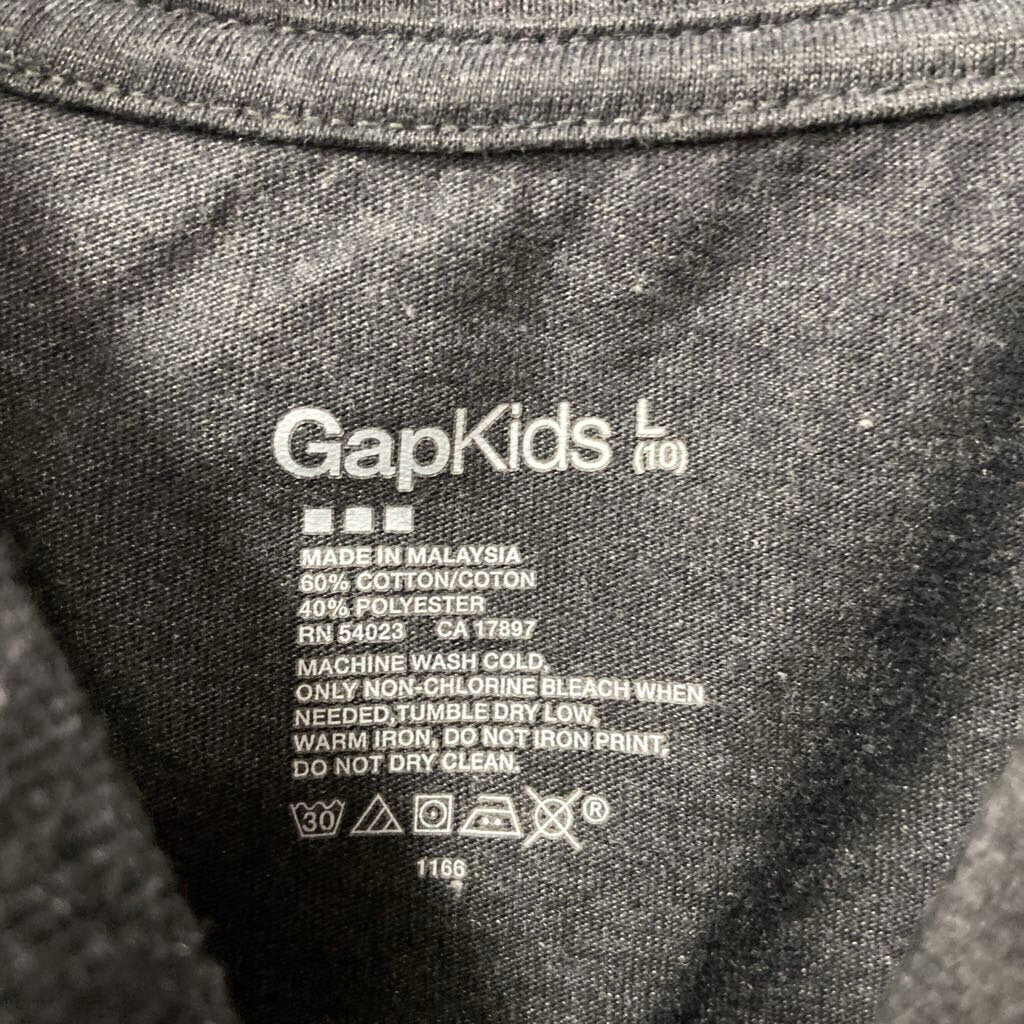 GapKids L
(10)
MADE IN MALAYSIA
60% COTTON/COTON
40% POLYESTER
RN 54023 CA 17897
MACHINE WASH COLD,
ONLY NON-CHLORINE BLEACH WHEN
NEEDED,TUMBLE DRY LOW,
WARM IRON, DO NOT IRON PRINT,
DO NOT DRY CLEAN.
30 ®
1166